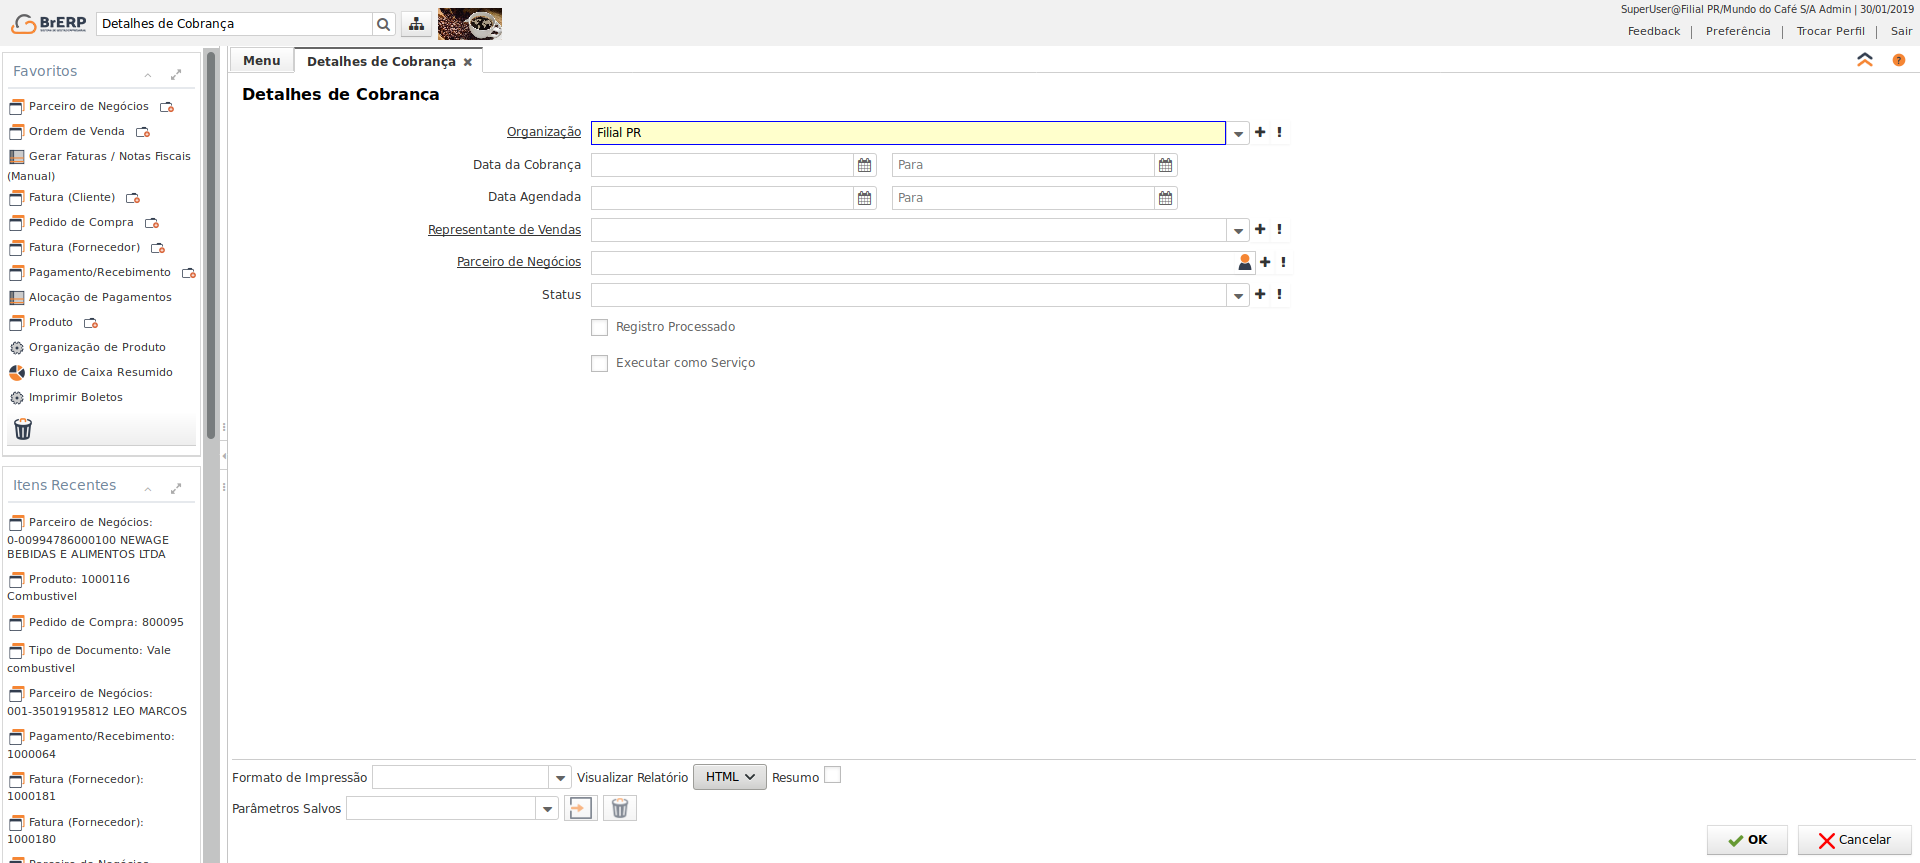 BrERP
Detalhes de Cobrança
SuperUser@Filial PR/Mundo do Café S/A Admin | 30/01/2019
Feedback | Preferência | Trocar Perfil | Sair
Favoritos
Parceiro de Negócios
Ordem de Venda
Gerar Faturas / Notas Fiscais
(Manual)
Fatura (Cliente)
Pedido de Compra
Fatura (Fornecedor)
Pagamento/Recebimento
Alocação de Pagamentos
Produto
Organização de Produto
Fluxo de Caixa Resumido
Imprimir Boletos
Itens Recentes
Parceiro de Negócios:
0-00994786000100 NEWAGE
BEBIDAS E ALIMENTOS LTDA
Produto: 1000116
Combustivel
Pedido de Compra: 800095
Tipo de Documento: Vale
combustivel
Parceiro de Negócios:
001-35019195812 LEO MARCOS
Pagamento/Recebimento:
1000064
Fatura (Fornecedor):
1000181
Fatura (Fornecedor):
1000180
Menu
Detalhes de Cobrança
Detalhes de Cobrança
Organização Filial PR
Data da Cobrança Para
Data Agendada Para
Representante de Vendas
Parceiro de Negócios
Status
Registro Processado
Executar como Serviço
Formato de Impressão Visualizar Relatório HTML Resumo
Parâmetros Salvos
OK Cancelar